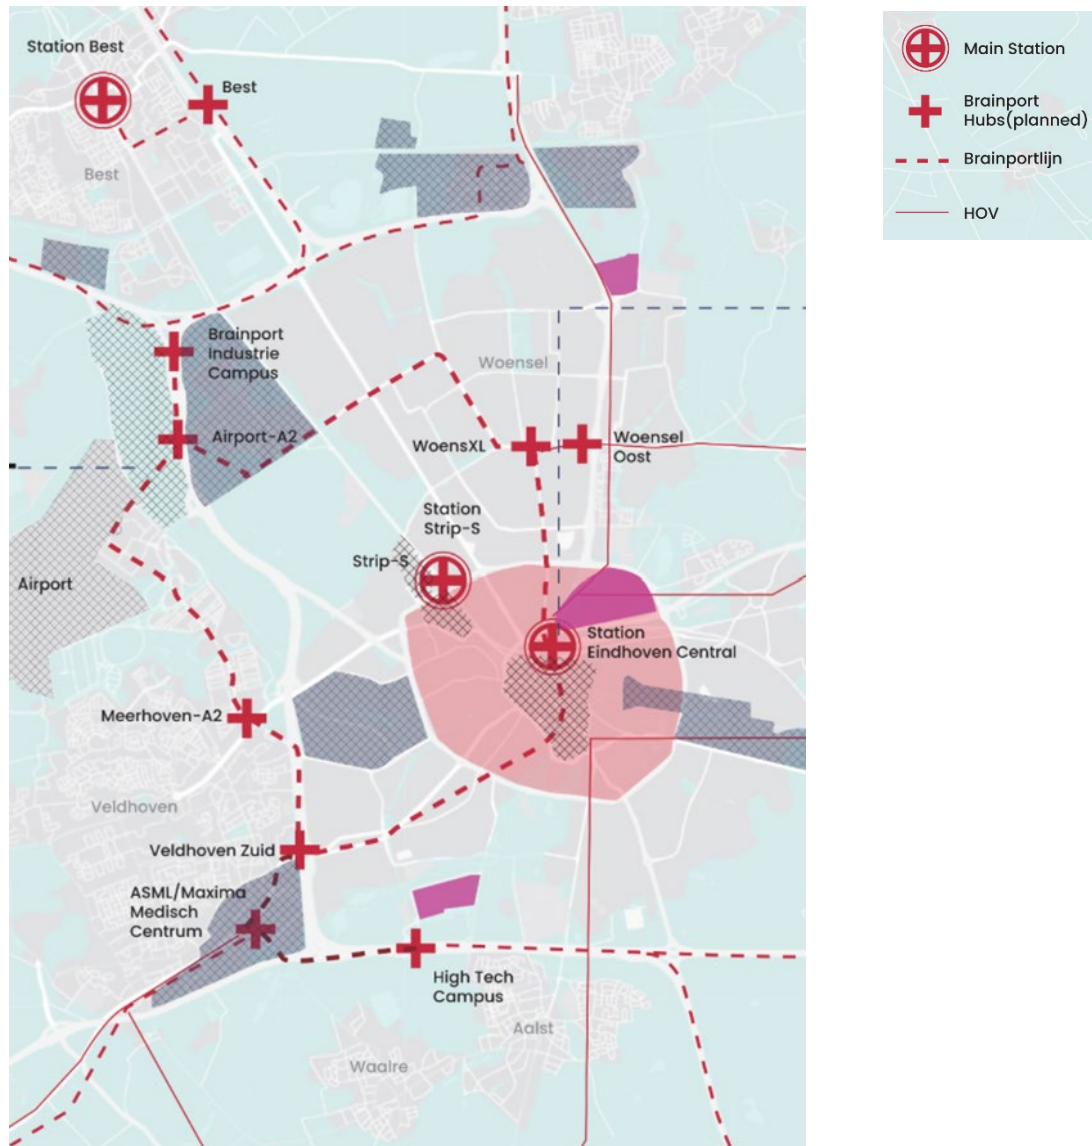 Station Best
Best
Best
Brainport
Industrie
Campus
Woensel
Airport-A2
WoensXL
Woensel
Oost
Station
Strip-S
Strip-S
Airport
Station
Eindhoven Central
Meerhoven-A2
Veldhoven
Veldhoven Zuid
ASML/Maxima
Medisch
Centrum
High Tech
Campus
Aalst
Waalre
Main Station
Brainport
Hubs(planned)
Brainportlijn
HOV